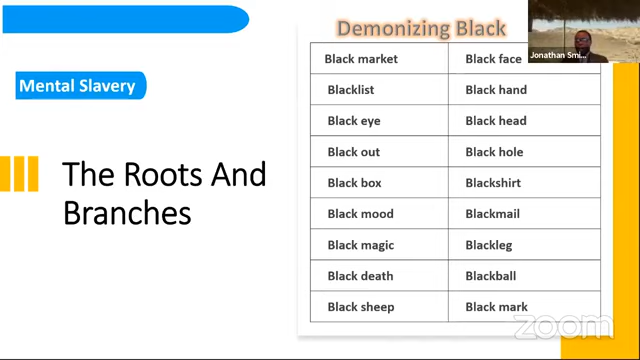 Demonizing Black
Jonathan Smi...
Mental Slavery
The Roots And
Branches
Black market Black face
Blacklist Black hand
Black eye Black head
Black out Black hole
Black box Blackshirt
Black mood Blackmail
Black magic Blackleg
Black death Blackball
Black sheep Black mark
zoom